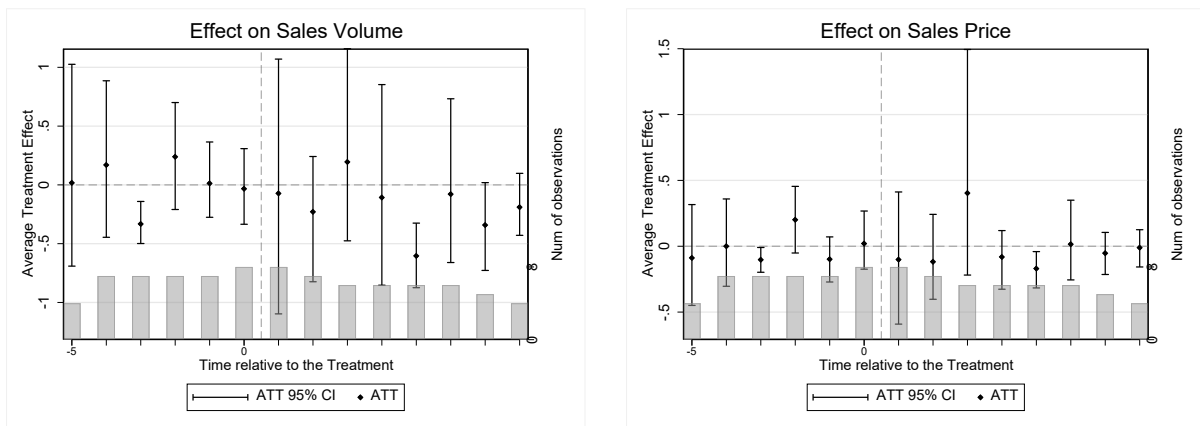 Effect on Sales Volume
Average Treatment Effect
1
.5
0
-.5
-1
8
0
Num of observations
-5
0
Time relative to the Treatment
ATT 95% CI
ATT
Effect on Sales Price
Average Treatment Effect
1.5
1
.5
0
-.5
8
0
Num of observations
-5
0
Time relative to the Treatment
ATT 95% CI
ATT